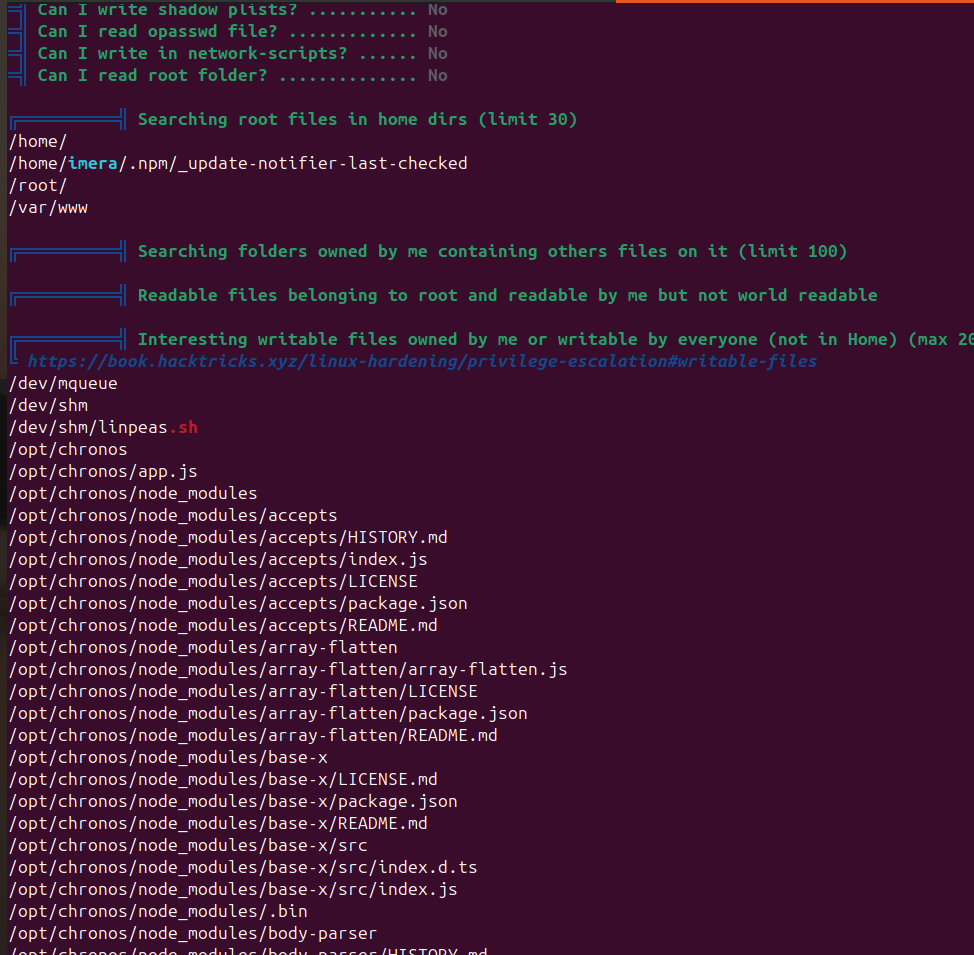 Can I write shadow plists? ........... No
Can I read opasswd file? ............. No
Can I write in network-scripts? ...... No
Can I read root folder? .............. No
Searching root files in home dirs (limit 30)
/home/
/home/imera/.npm/_update-notifier-last-checked
/root/
/var/www
Searching folders owned by me containing others files on it (limit 100)
Readable files belonging to root and readable by me but not world readable
Interesting writable files owned by me or writable by everyone (not in Home) (max 20
https://book.hacktricks.xyz/linux-hardening/privilege-escalation#writable-files
/dev/mqueue
/dev/shm
/dev/shm/linpeas.sh
/opt/chronos
/opt/chronos/app.js
/opt/chronos/node_modules
/opt/chronos/node_modules/accepts
/opt/chronos/node_modules/accepts/HISTORY.md
/opt/chronos/node_modules/accepts/index.js
/opt/chronos/node_modules/accepts/LICENSE
/opt/chronos/node_modules/accepts/package.json
/opt/chronos/node_modules/accepts/README.md
/opt/chronos/node_modules/array-flatten
/opt/chronos/node_modules/array-flatten/array-flatten.js
/opt/chronos/node_modules/array-flatten/LICENSE
/opt/chronos/node_modules/array-flatten/package.json
/opt/chronos/node_modules/array-flatten/README.md
/opt/chronos/node_modules/base-x
/opt/chronos/node_modules/base-x/LICENSE.md
/opt/chronos/node_modules/base-x/package.json
/opt/chronos/node_modules/base-x/README.md
/opt/chronos/node_modules/base-x/src
/opt/chronos/node_modules/base-x/src/index.d.ts
/opt/chronos/node_modules/base-x/src/index.js
/opt/chronos/node_modules/.bin
/opt/chronos/node_modules/body-parser
/opt/chronos/node_modules/body-parser/HISTORY.md